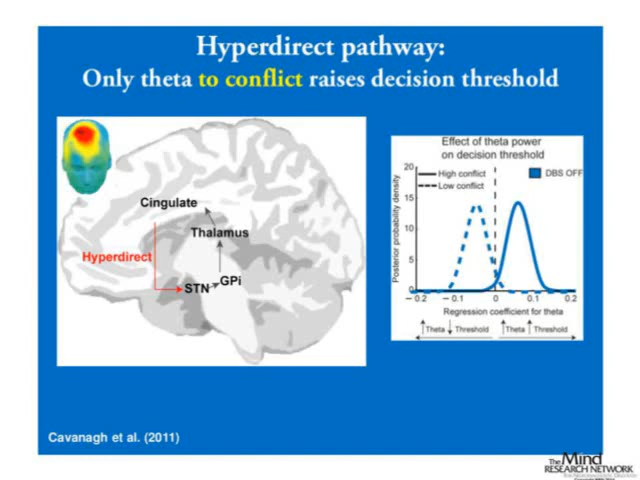 Hyperdirect pathway:
Only theta to conflict raises decision threshold
Cingulate
Thalamus
Hyperdirect
STN
GPi
Effect of theta power
on decision threshold
High conflict
Low conflict
DBS OFF
Posterior probability density
20
15
10
5
0
-0.2
-0.1
0
0.1
0.2
Regression coefficient for theta
↑Theta ↓Threshold
↑Theta ↑Threshold
Cavanagh et al. (2011)
The Mind
RESEARCH NETWORK